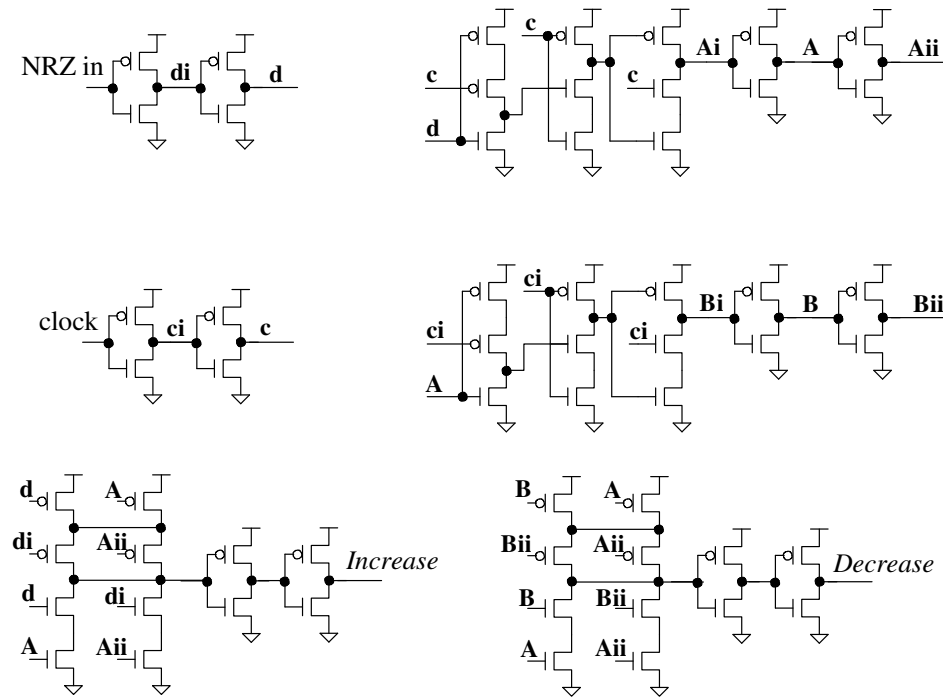 NRZ in di d
c c Ai A Aii
c
d
clock ci c
ci Bi B Bii
ci ci
A
d A
di Aii Increase
d di
A Aii
B A
Bii Aii Decrease
B Bii
A Aii